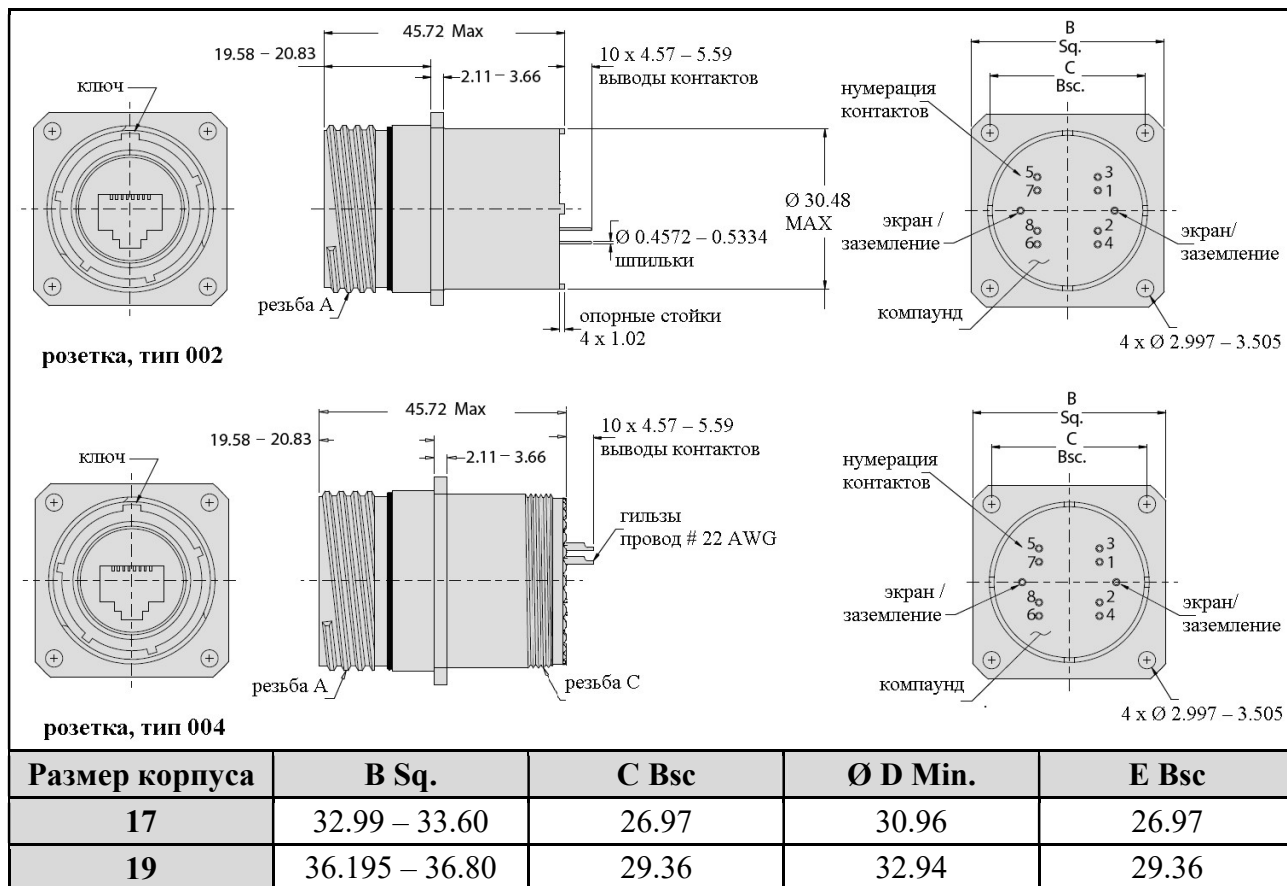 45.72 Max
19.58 – 20.83
10 x 4.57 – 5.59
выводы контактов
2.11 – 3.66
ключ
Ø 30.48
MAX
Ø 0.4572 – 0.5334
шпильки
резьба А
опорные стойки
4 x 1.02
розетка, тип 002
B
Sq.
C
Bsc.
нумерация
контактов
5 3
7 1
8 2
6 4
экран /
заземление
экран/
заземление
компаунд
4 x Ø 2.997 – 3.505
45.72 Max
19.58 – 20.83
10 x 4.57 – 5.59
выводы контактов
2.11 – 3.66
ключ
гильзы
провод # 22 AWG
резьба А
резьба С
розетка, тип 004
B
Sq.
C
Bsc.
нумерация
контактов
5 3
7 1
8 2
6 4
экран /
заземление
экран/
заземление
компаунд
4 x Ø 2.997 – 3.505
Размер корпуса B Sq. C Bsc Ø D Min. E Bsc
17 32.99 – 33.60 26.97 30.96 26.97
19 36.195 – 36.80 29.36 32.94 29.36